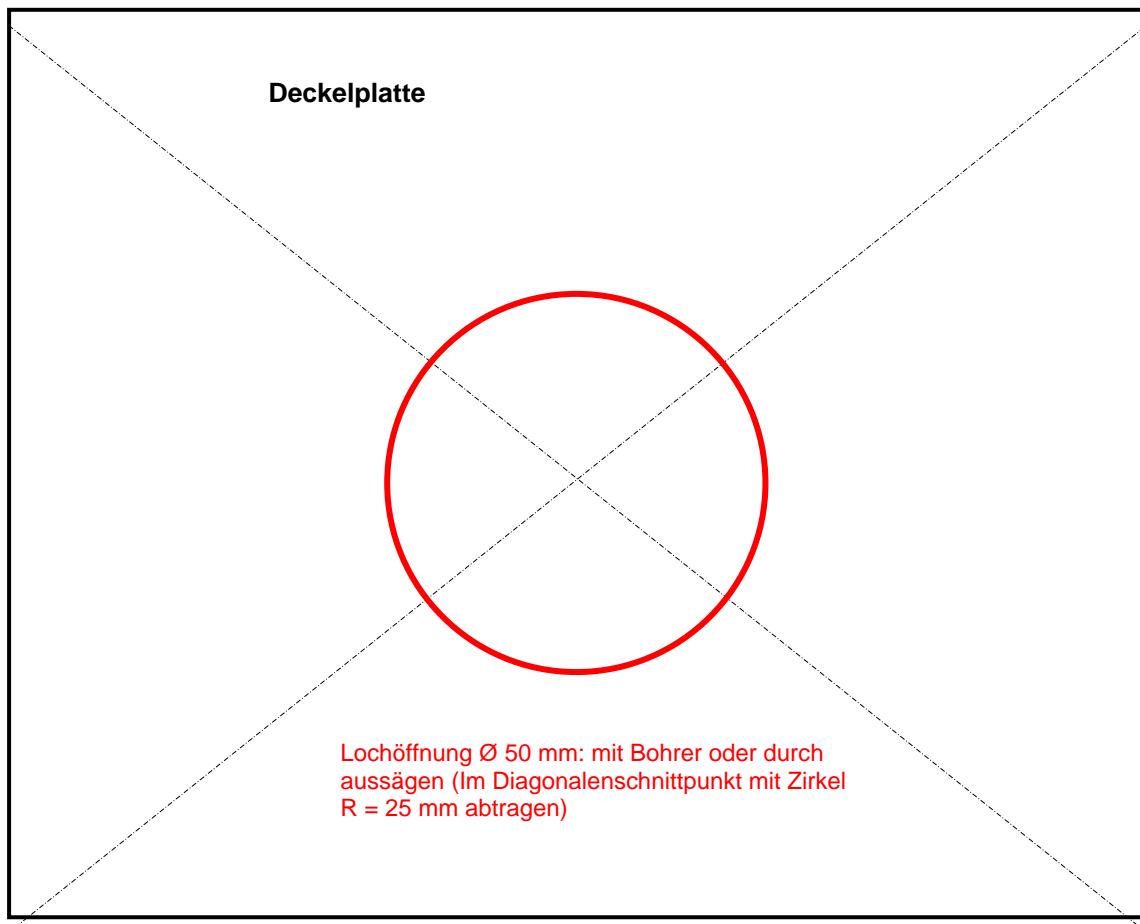 Deckelplatte
Lochöffnung Ø 50 mm: mit Bohrer oder durch
aussägen (Im Diagonalenschnittpunkt mit Zirkel
R = 25 mm abtragen)